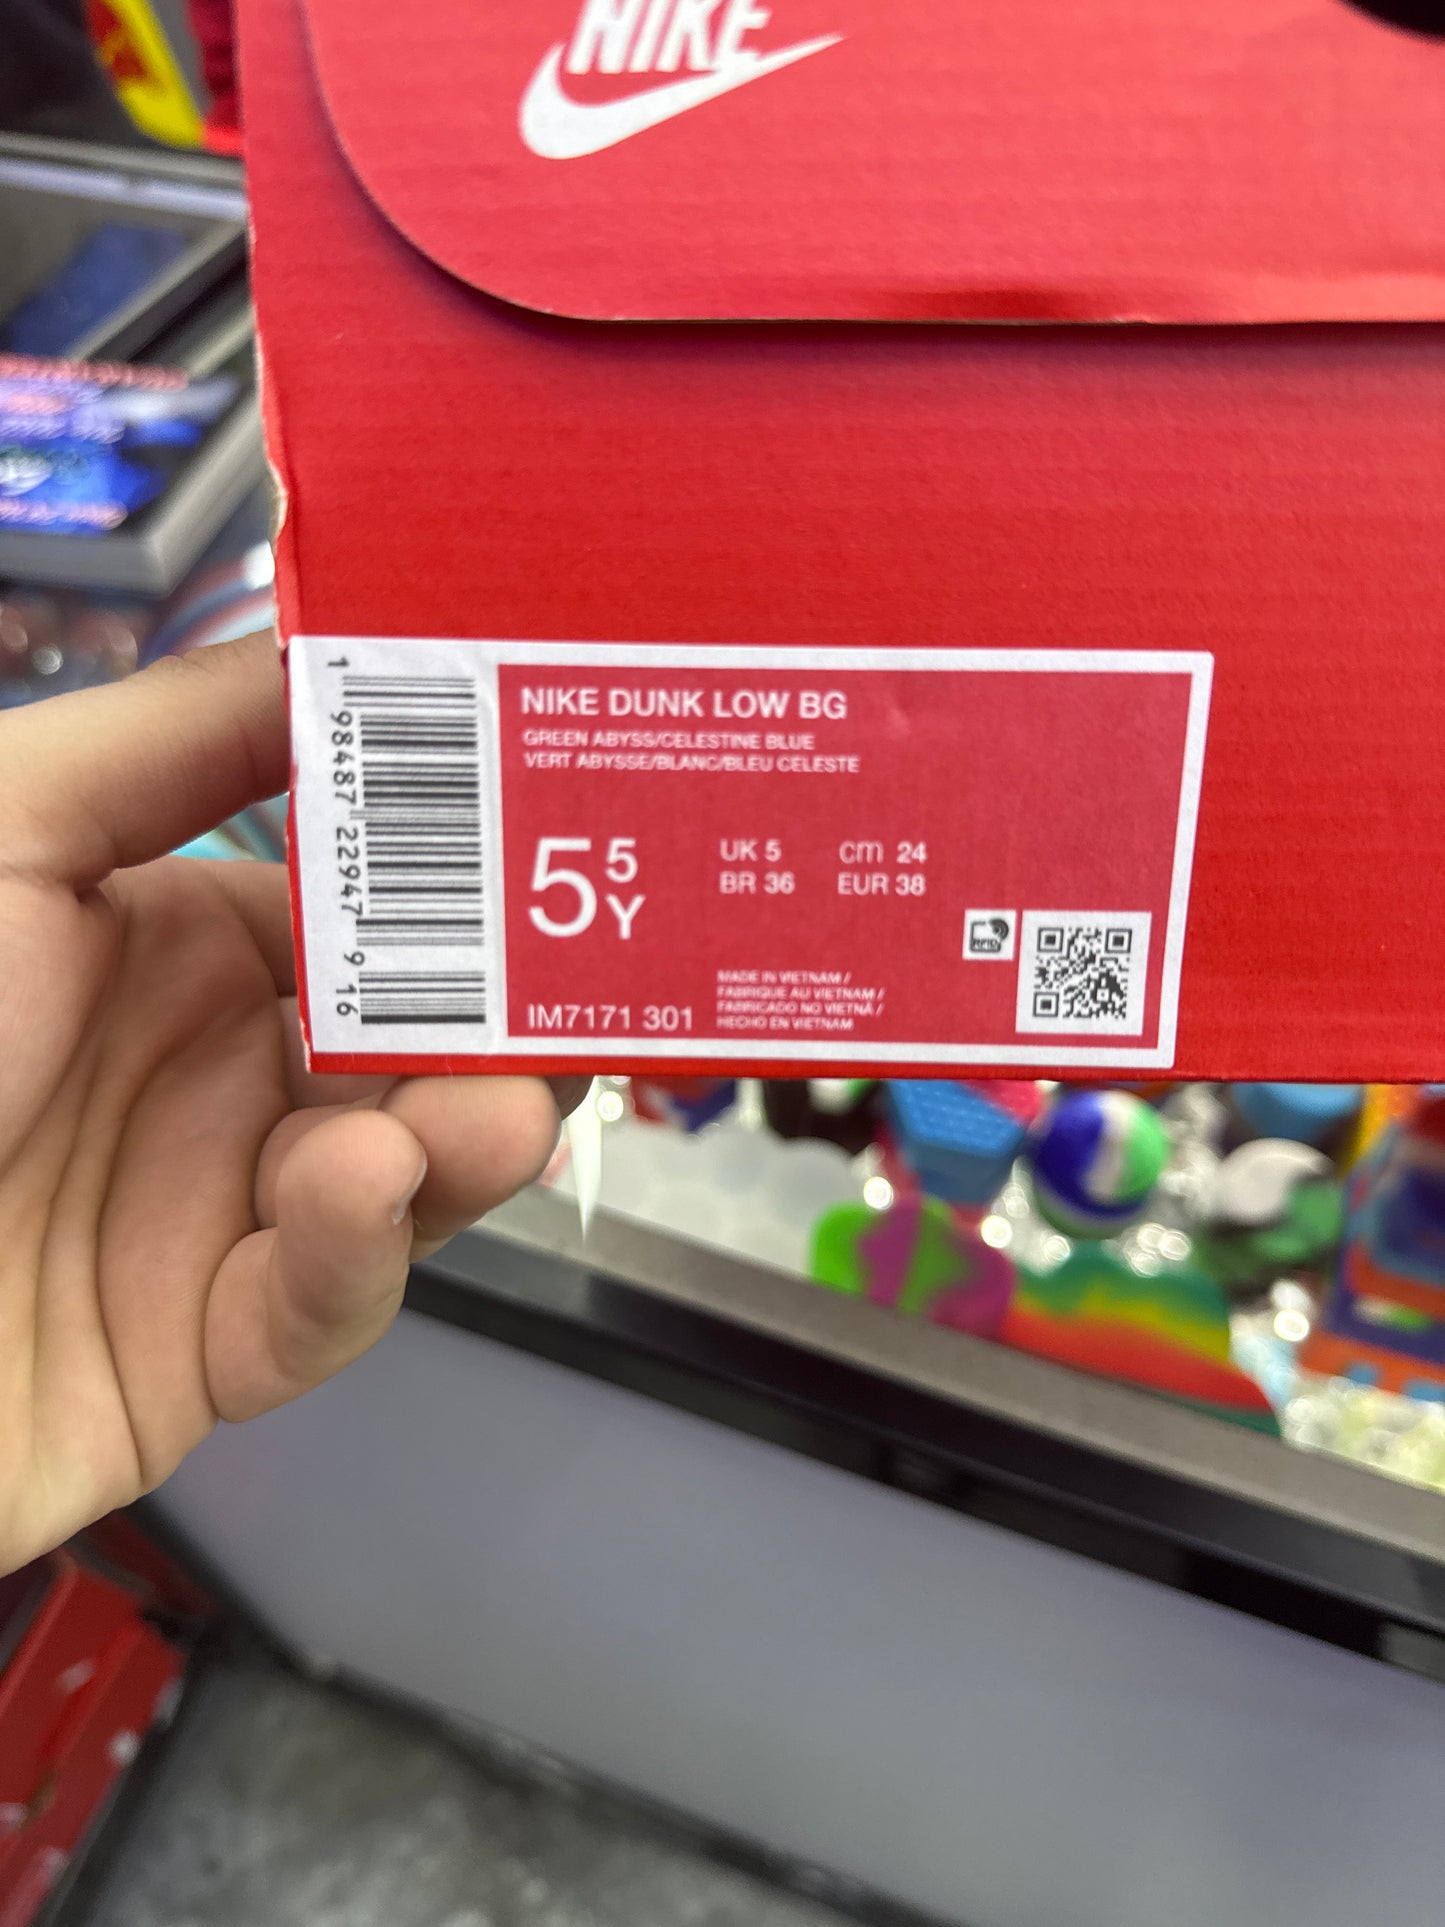 NIKE
NIKE DUNK LOW BG
GREEN ABYSS/CELESTINE BLUE
VERT ABYSSE/BLANC/BLEU CELESTE
5 5Y
UK 5 cm 24
BR 36 EUR 38
RFID
IM7171 301
MADE IN VIETNAM /
FABRIQUE AU VIETNAM /
FABRICADO NO VIETNÃ /
HECHO EN VIETNAM
1 98487 22947 9 16